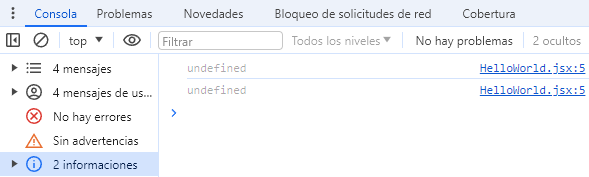 Consola Problemas Novedades Bloqueo de solicitudes de red Cobertura
top Filtrar Todos los niveles No hay problemas 2 ocultos
4 mensajes
4 mensajes de us...
No hay errores
Sin advertencias
2 informaciones
undefined HelloWorld.jsx:5
undefined HelloWorld.jsx:5